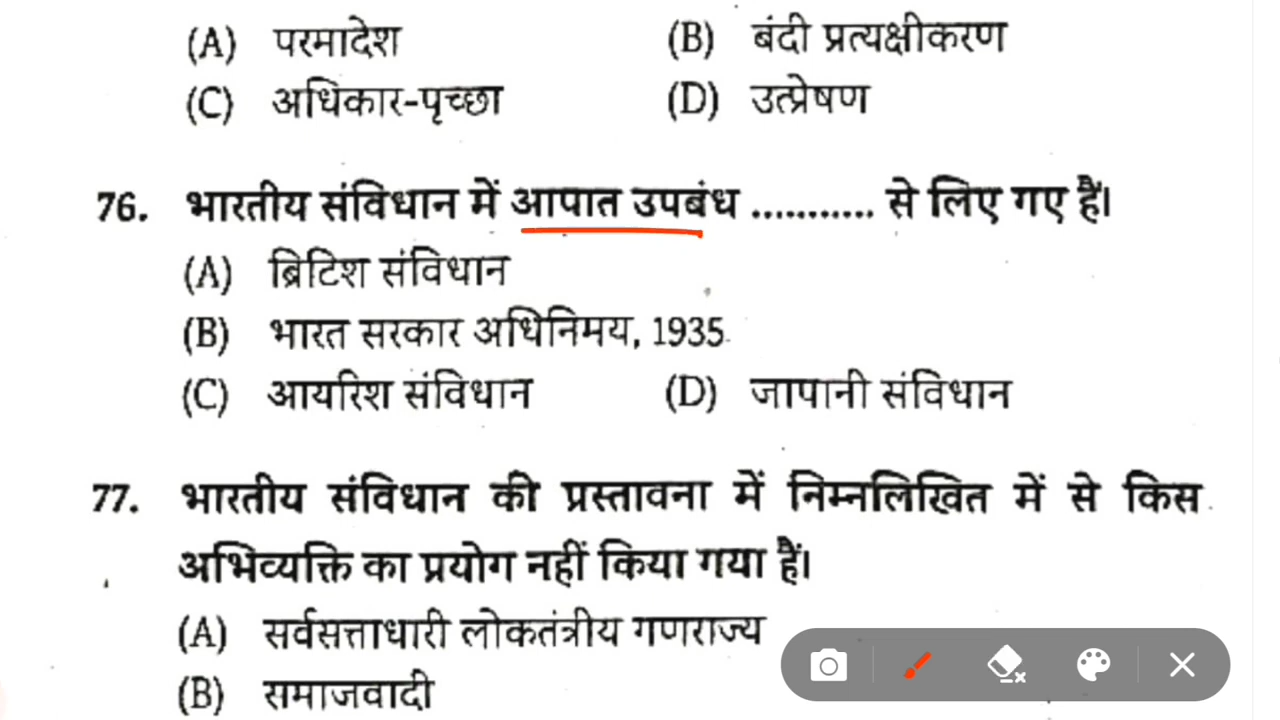 (A) परमादेश (B) बंदी प्रत्यक्षीकरण
(C) अधिकार-पृच्छा (D) उत्प्रेषण
76. भारतीय संविधान में आपात उपबंध ........... से लिए गए हैं।
(A) ब्रिटिश संविधान
(B) भारत सरकार अधिनिमय, 1935
(C) आयरिश संविधान (D) जापानी संविधान
77. भारतीय संविधान की प्रस्तावना में निम्नलिखित में से किस
अभिव्यक्ति का प्रयोग नहीं किया गया हैं।
(A) सर्वसत्ताधारी लोकतंत्रीय गणराज्य
(B) समाजवादी